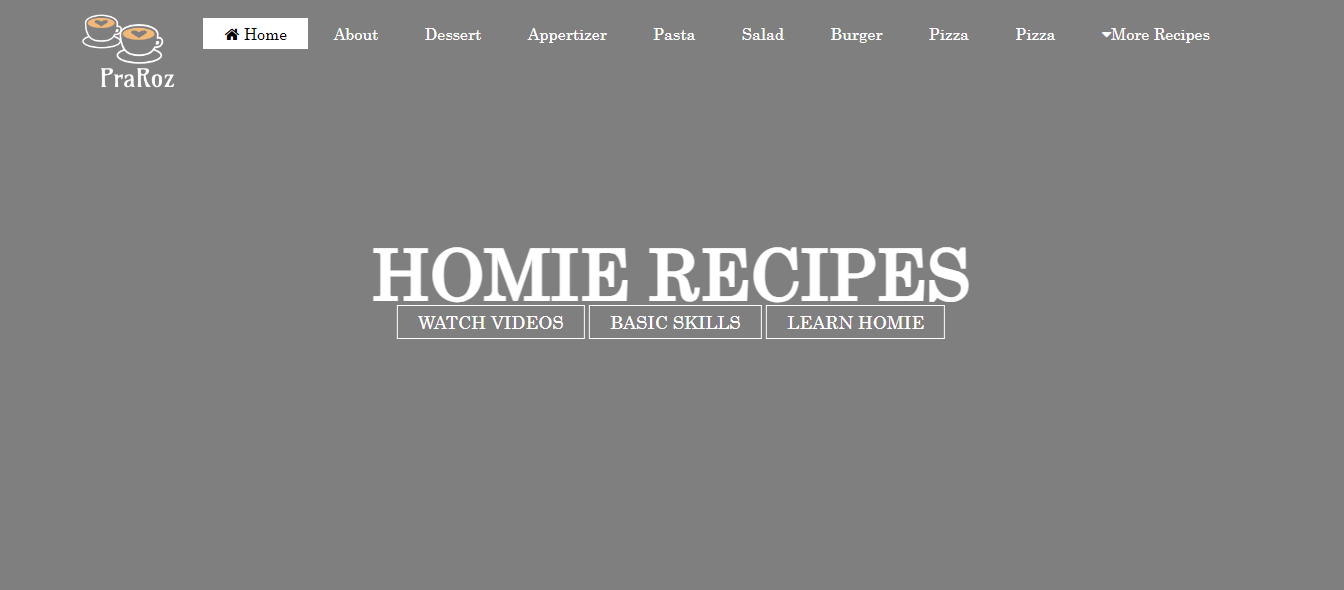 Home About Dessert Appertizer Pasta Salad Burger Pizza Pizza More Recipes
PraRoz
HOMIE RECIPES
WATCH VIDEOS BASIC SKILLS LEARN HOMIE